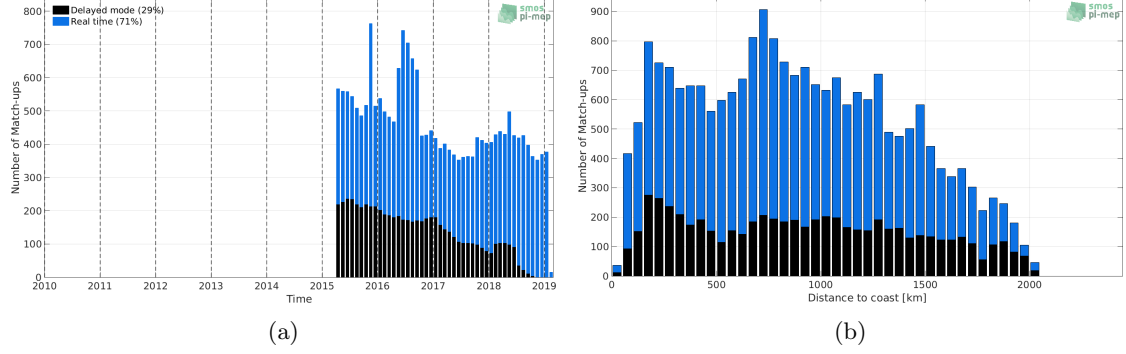 Delayed mode (29%)
Real time (71%)
smos
pi-mep
800
700
600
500
400
300
200
100
0
Number of Match-ups
2010 2011 2012 2013 2014 2015 2016 2017 2018 2019
Time
(a)
smos
pi-mep
900
800
700
600
500
400
300
200
100
0
Number of Match-ups
0 500 1000 1500 2000
Distance to coast [km]
(b)